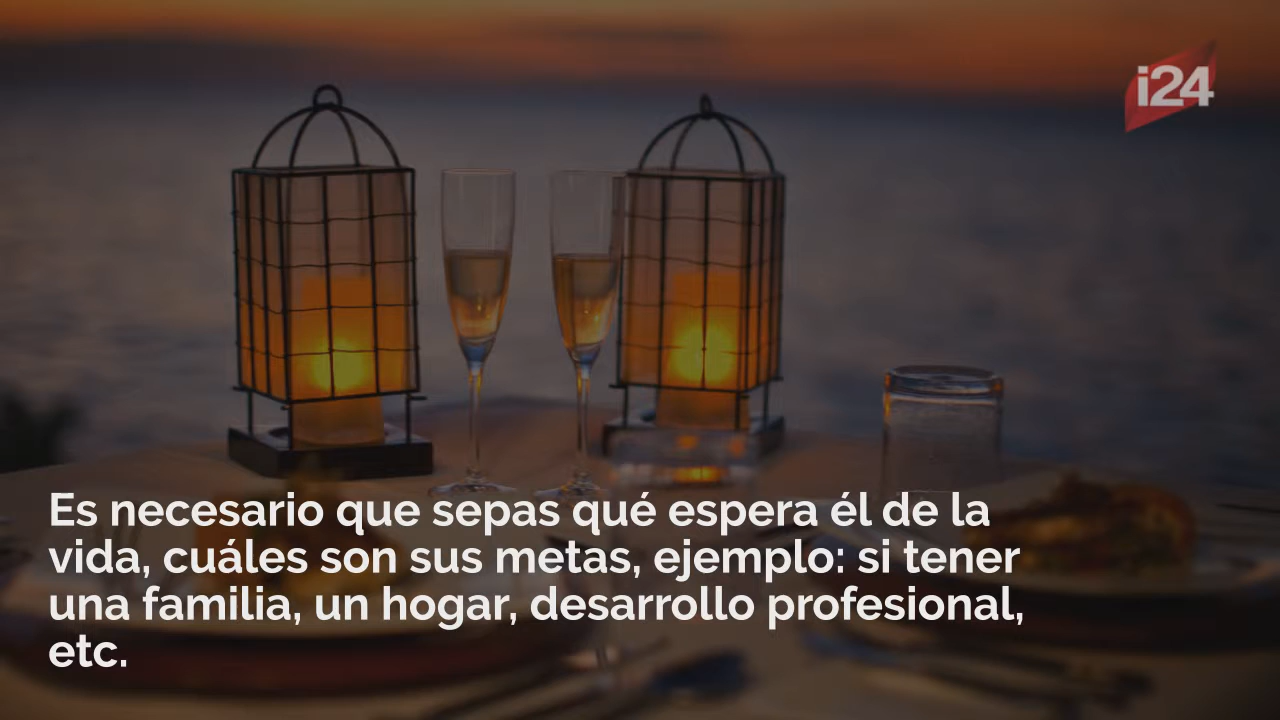 i24
Es necesario que sepas qué espera él de la
vida, cuáles son sus metas, ejemplo: si tener
una familia, un hogar, desarrollo profesional,
etc.